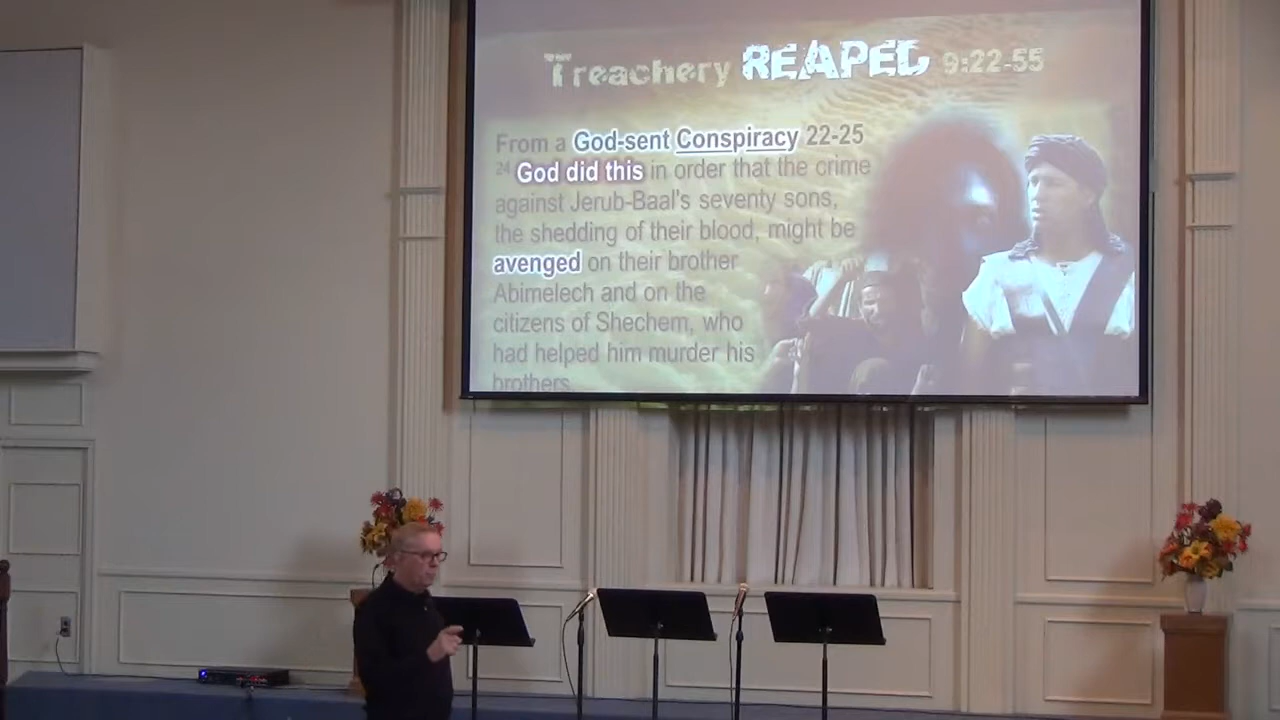 Treachery REAPED 9:22-55
From a God-sent Conspiracy 22-25
24 God did this in order that the crime
against Jerub-Baal's seventy sons,
the shedding of their blood, might be
avenged on their brother
Abimelech and on the
citizens of Shechem, who
had helped him murder his
brothers.